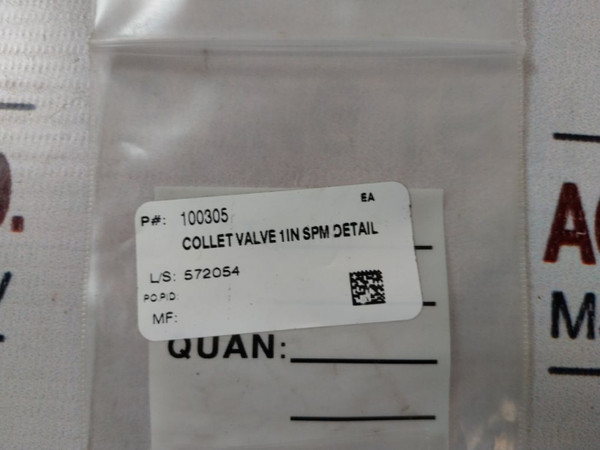 EA
P#: 100305
COLLET VALVE 1IN SPM DETAIL
L/S: 572054
PO PID:
MF:
QUAN: